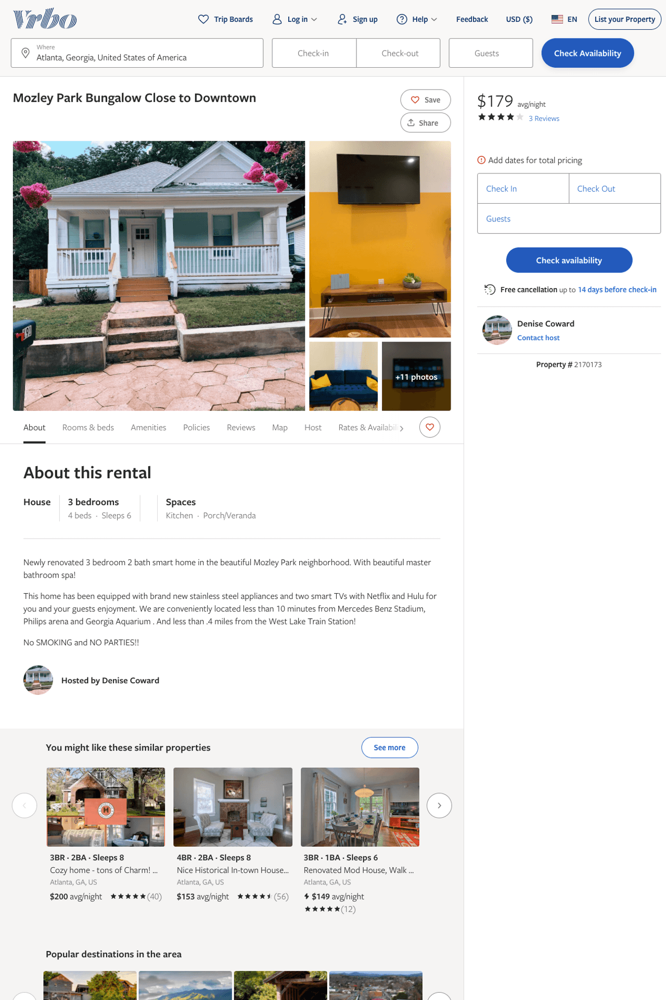 Vrbo
Trip Boards
Log in
Sign up
Help
Feedback
USD ($)
EN
List your Property
Where
Atlanta, Georgia, United States of America
Check-in
Check-out
Guests
Check Availability
Mozley Park Bungalow Close to Downtown
Save
Share
$179 avg/night
3 Reviews
Add dates for total pricing
Check In
Check Out
Guests
Check availability
Free cancellation up to 14 days before check-in
Denise Coward
Contact host
Property # 2170173
791
+11 photos
About
Rooms & beds
Amenities
Policies
Reviews
Map
Host
Rates & Availabili
About this rental
House
3 bedrooms
4 beds · Sleeps 6
Spaces
Kitchen · Porch/Veranda
Newly renovated 3 bedroom 2 bath smart home in the beautiful Mozley Park neighborhood. With beautiful master
bathroom spa!
This home has been equipped with brand new stainless steel appliances and two smart TVs with Netflix and Hulu for
you and your guests enjoyment. We are conveniently located less than 10 minutes from Mercedes Benz Stadium,
Philips arena and Georgia Aquarium . And less than .4 miles from the West Lake Train Station!
No SMOKING and NO PARTIES!!
Hosted by Denise Coward
You might like these similar properties
See more
3BR · 2BA · Sleeps 8
Cozy home - tons of Charm! ...
Atlanta, GA, US
$200 avg/night
(40)
4BR · 2BA · Sleeps 8
Nice Historical In-town House...
Atlanta, GA, US
$153 avg/night
(56)
3BR · 1BA · Sleeps 6
Renovated Mod House, Walk ...
Atlanta, GA, US
$149 avg/night
(12)
Popular destinations in the area